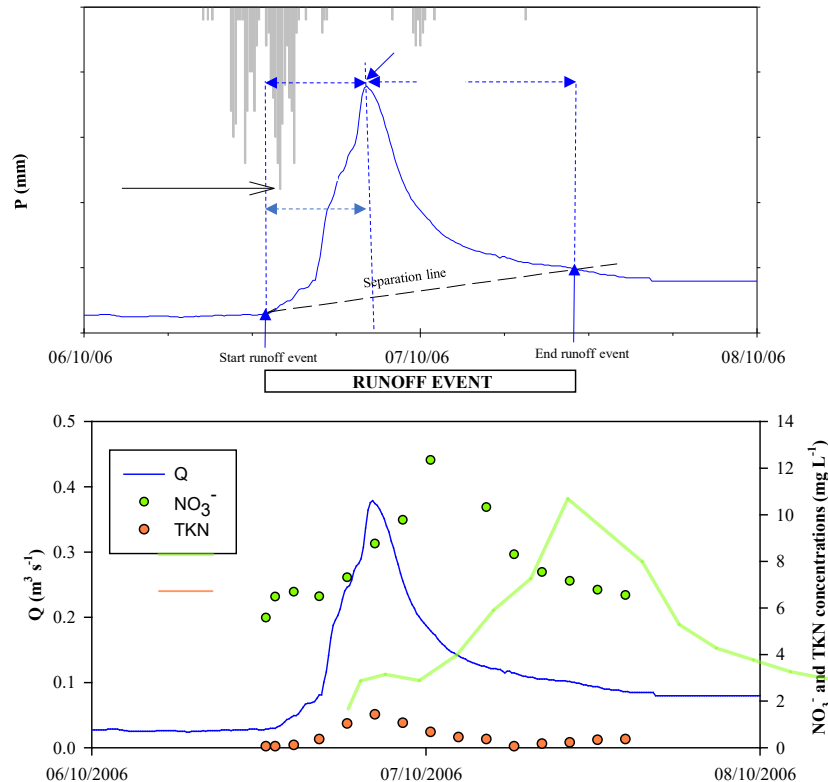 P (mm)
Separation line
06/10/06
07/10/06
08/10/06
Start runoff event
End runoff event
RUNOFF EVENT
0.5
0.4
0.3
0.2
0.1
0.0
Q (m³ s⁻¹)
Q
NO₃⁻
TKN
14
12
10
8
6
4
2
0
NO₃⁻ and TKN concentrations (mg L⁻¹)
06/10/2006
07/10/2006
08/10/2006